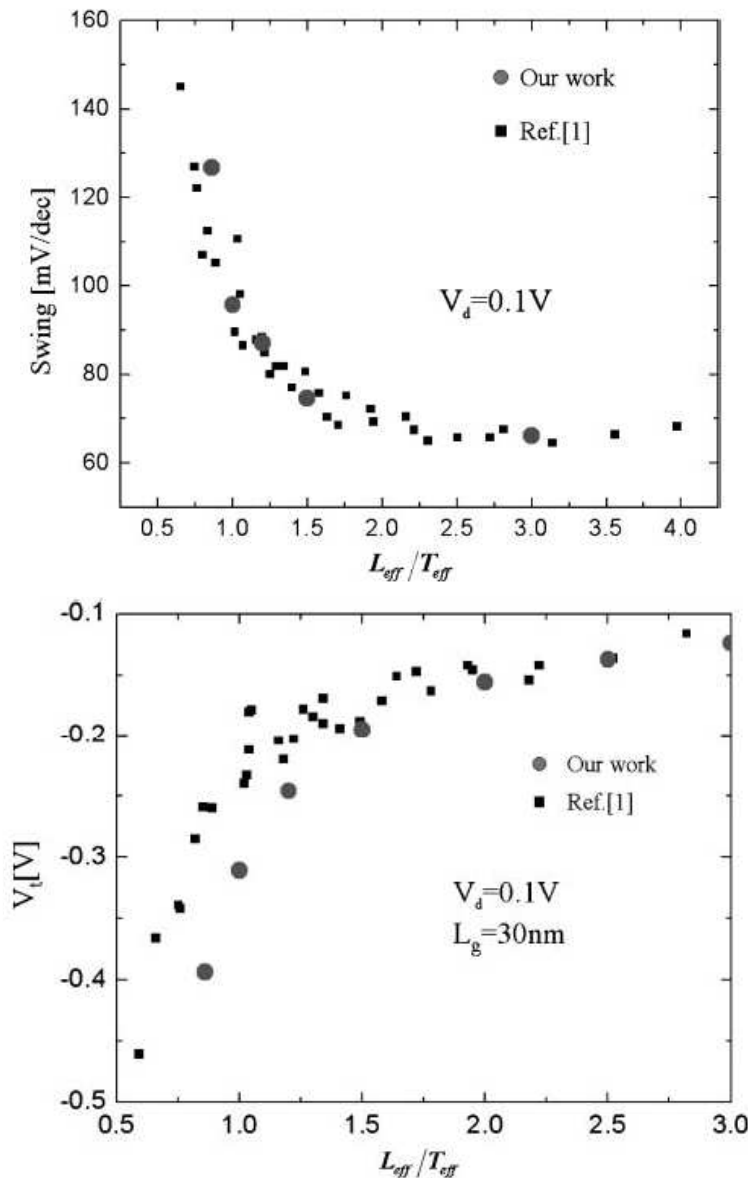 160
140
120
100
80
60
Swing [mV/dec]
Our work
Ref.[1]
V_d=0.1V
0.5 1.0 1.5 2.0 2.5 3.0 3.5 4.0
L_eff/T_eff
-0.1
-0.2
-0.3
-0.4
-0.5
V_t[V]
Our work
Ref.[1]
V_d=0.1V
L_g=30nm
0.5 1.0 1.5 2.0 2.5 3.0
L_eff/T_eff